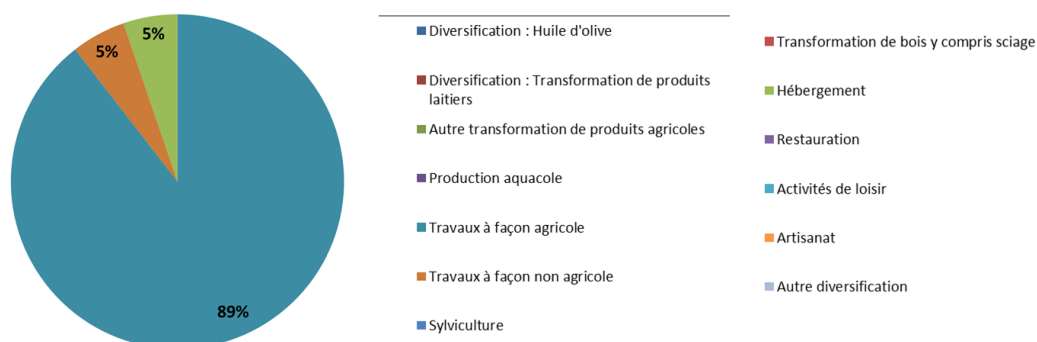 5%
5%
89%
Diversification : Huile d'olive
Diversification : Transformation de produits
laitiers
Autre transformation de produits agricoles
Production aquacole
Travaux à façon agricole
Travaux à façon non agricole
Sylviculture
Transformation de bois y compris sciage
Hébergement
Restauration
Activités de loisir
Artisanat
Autre diversification